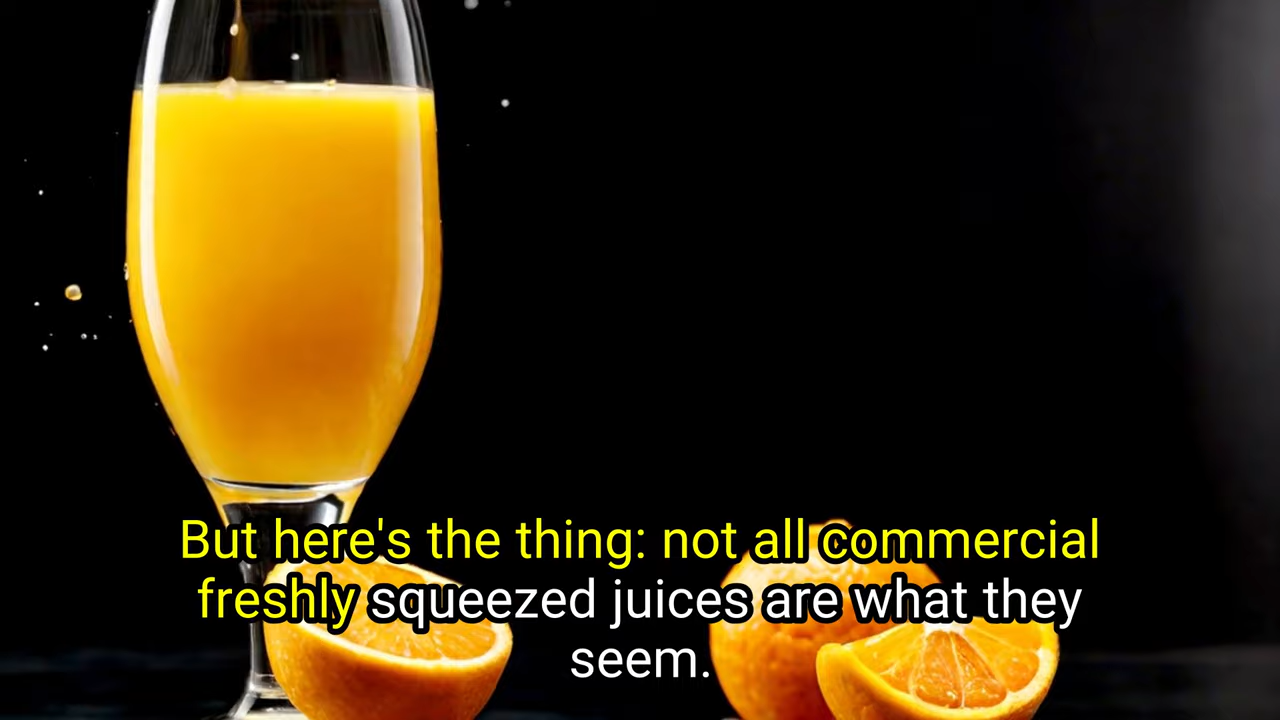 But here's the thing: not all commercial
freshly squeezed juices are what they
seem.